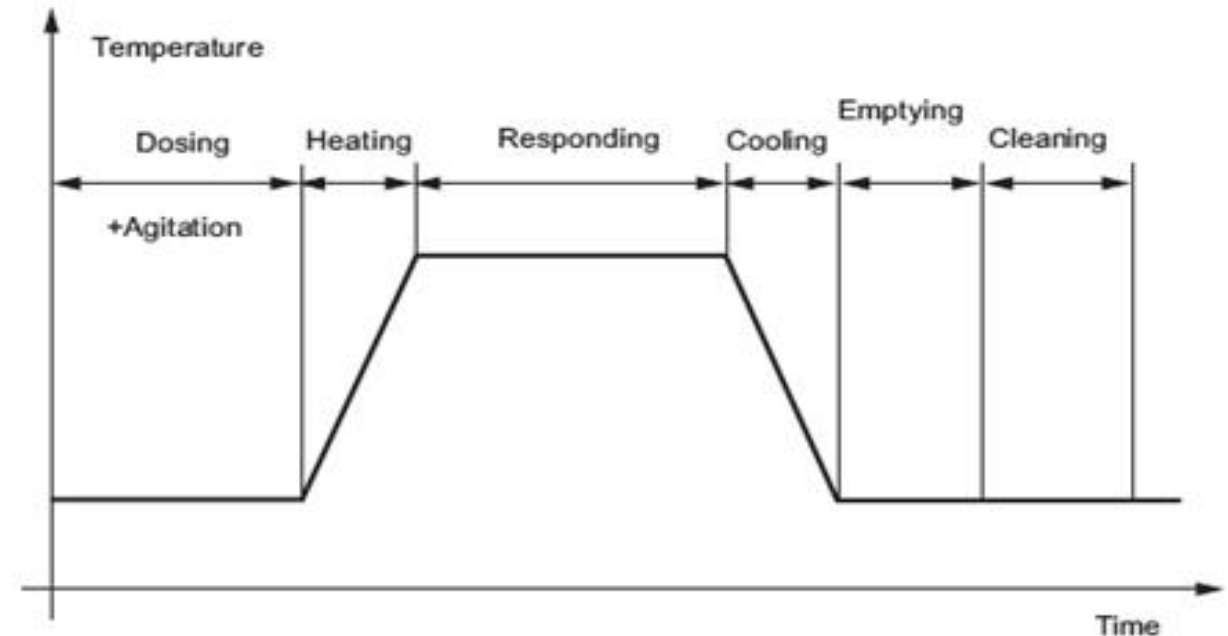 Temperature
Emptying
Dosing
Heating
Responding
Cooling
Cleaning
+Agitation
Time